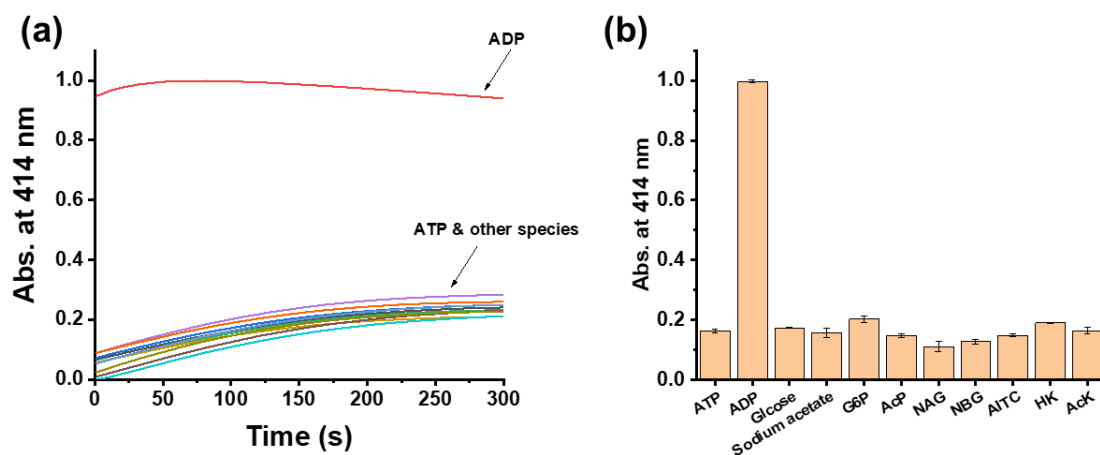 (a)
Abs. at 414 nm
1.0
0.8
0.6
0.4
0.2
0.0
ADP
ATP & other species
0
50
100
150
200
250
300
Time (s)
(b)
Abs. at 414 nm
1.0
0.8
0.6
0.4
0.2
0.0
ATP
ADP
Glcose
Sodium acetate
G6P
AcP
NAG
NBG
AITC
HK
AcK